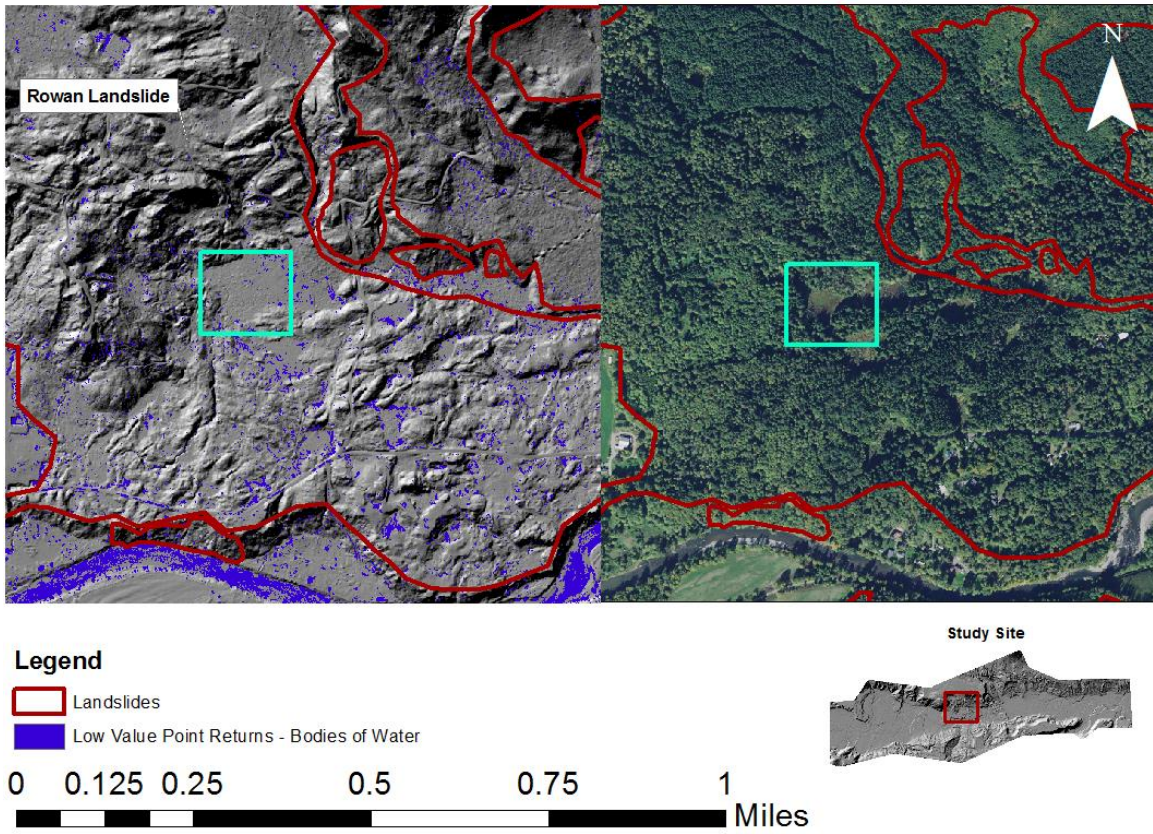 Rowan Landslide
N
Study Site
Legend
Landslides
Low Value Point Returns - Bodies of Water
0 0.125 0.25 0.5 0.75 1
Miles